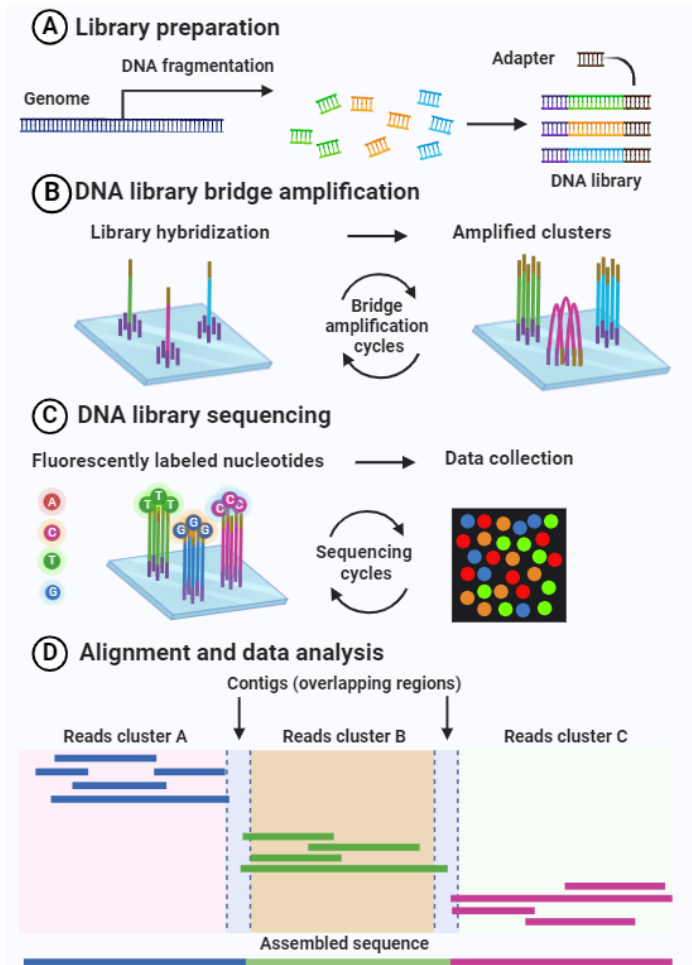 A Library preparation
DNA fragmentation
Adapter
Genome
DNA library
B DNA library bridge amplification
Library hybridization
Amplified clusters
Bridge
amplification
cycles
C DNA library sequencing
Fluorescently labeled nucleotides
Data collection
A
C
T
G
T T T
G G G
C C C
Sequencing
cycles
D Alignment and data analysis
Contigs (overlapping regions)
Reads cluster A
Reads cluster B
Reads cluster C
Assembled sequence